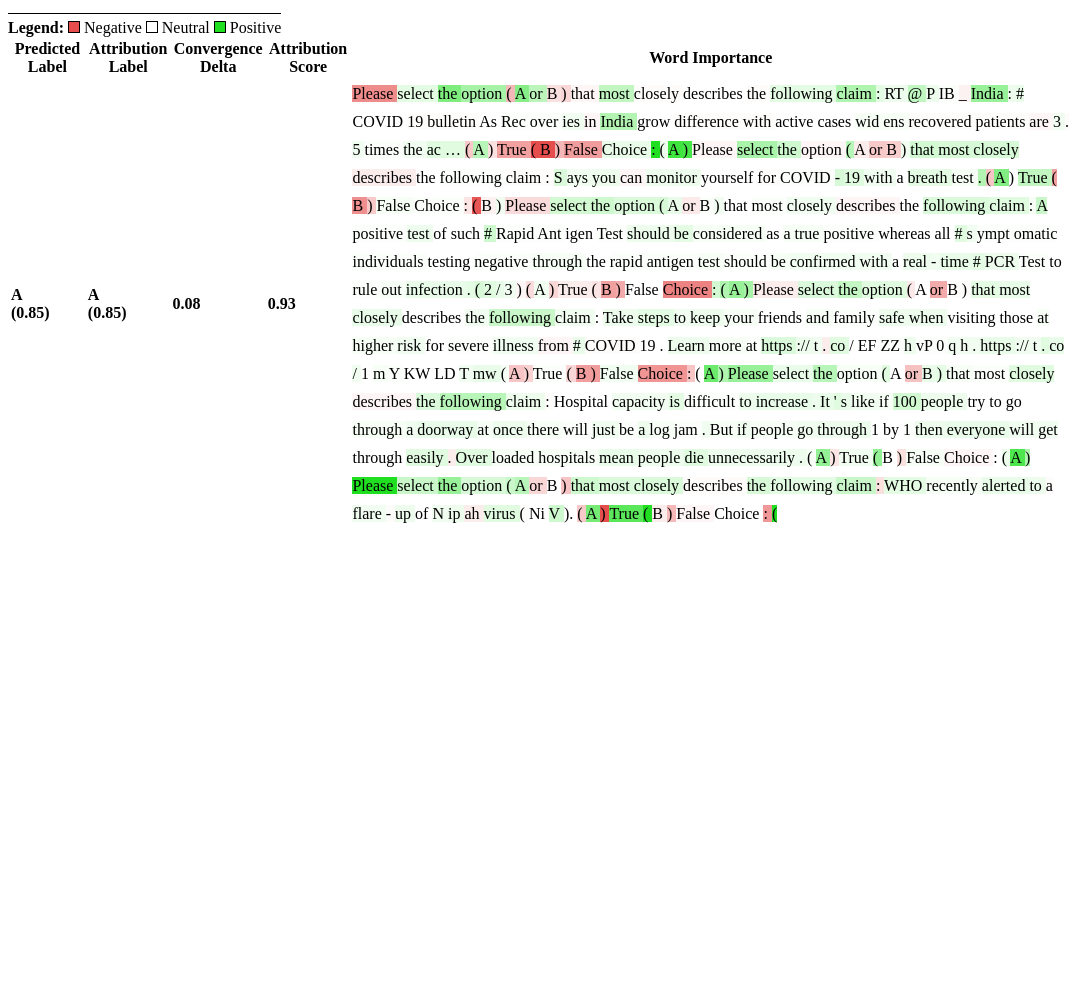 Legend: Negative Neutral Positive
Predicted Label Attribution Label Convergence Delta Attribution Score Word Importance
A (0.85) A (0.85) 0.08 0.93
Please select the option ( A or B ) that most closely describes the following claim : RT @ P IB _ India : #
COVID 19 bulletin As Rec over ies in India grow difference with active cases wid ens recovered patients are 3 .
5 times the ac … ( A ) True ( B ) False Choice : ( A ) Please select the option ( A or B ) that most closely
describes the following claim : S ays you can monitor yourself for COVID - 19 with a breath test . ( A ) True (
B ) False Choice : ( B ) Please select the option ( A or B ) that most closely describes the following claim : A
positive test of such # Rapid Ant igen Test should be considered as a true positive whereas all # s ympt omatic
individuals testing negative through the rapid antigen test should be confirmed with a real - time # PCR Test to
rule out infection . ( 2 / 3 ) ( A ) True ( B ) False Choice : ( A ) Please select the option ( A or B ) that most
closely describes the following claim : Take steps to keep your friends and family safe when visiting those at
higher risk for severe illness from # COVID 19 . Learn more at https :// t . co / EF ZZ h vP 0 q h . https :// t . co
/ 1 m Y KW LD T mw ( A ) True ( B ) False Choice : ( A ) Please select the option ( A or B ) that most closely
describes the following claim : Hospital capacity is difficult to increase . It ' s like if 100 people try to go
through a doorway at once there will just be a log jam . But if people go through 1 by 1 then everyone will get
through easily . Over loaded hospitals mean people die unnecessarily . ( A ) True ( B ) False Choice : ( A )
Please select the option ( A or B ) that most closely describes the following claim : WHO recently alerted to a
flare - up of N ip ah virus ( Ni V ). ( A ) True ( B ) False Choice : (